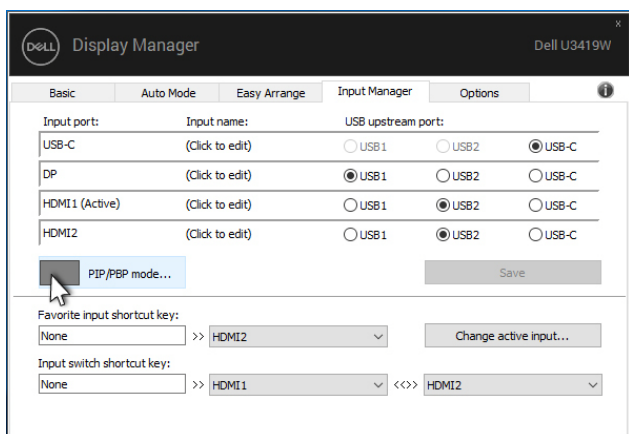 x
DELL Display Manager Dell U3419W
Basic Auto Mode Easy Arrange Input Manager Options i
Input port: Input name: USB upstream port:
USB-C (Click to edit) USB1 USB2 USB-C
DP (Click to edit) USB1 USB2 USB-C
HDMI1 (Active) (Click to edit) USB1 USB2 USB-C
HDMI2 (Click to edit) USB1 USB2 USB-C
PIP/PBP mode... Save
Favorite input shortcut key:
None >> HDMI2 Change active input...
Input switch shortcut key:
None >> HDMI1 <<>> HDMI2